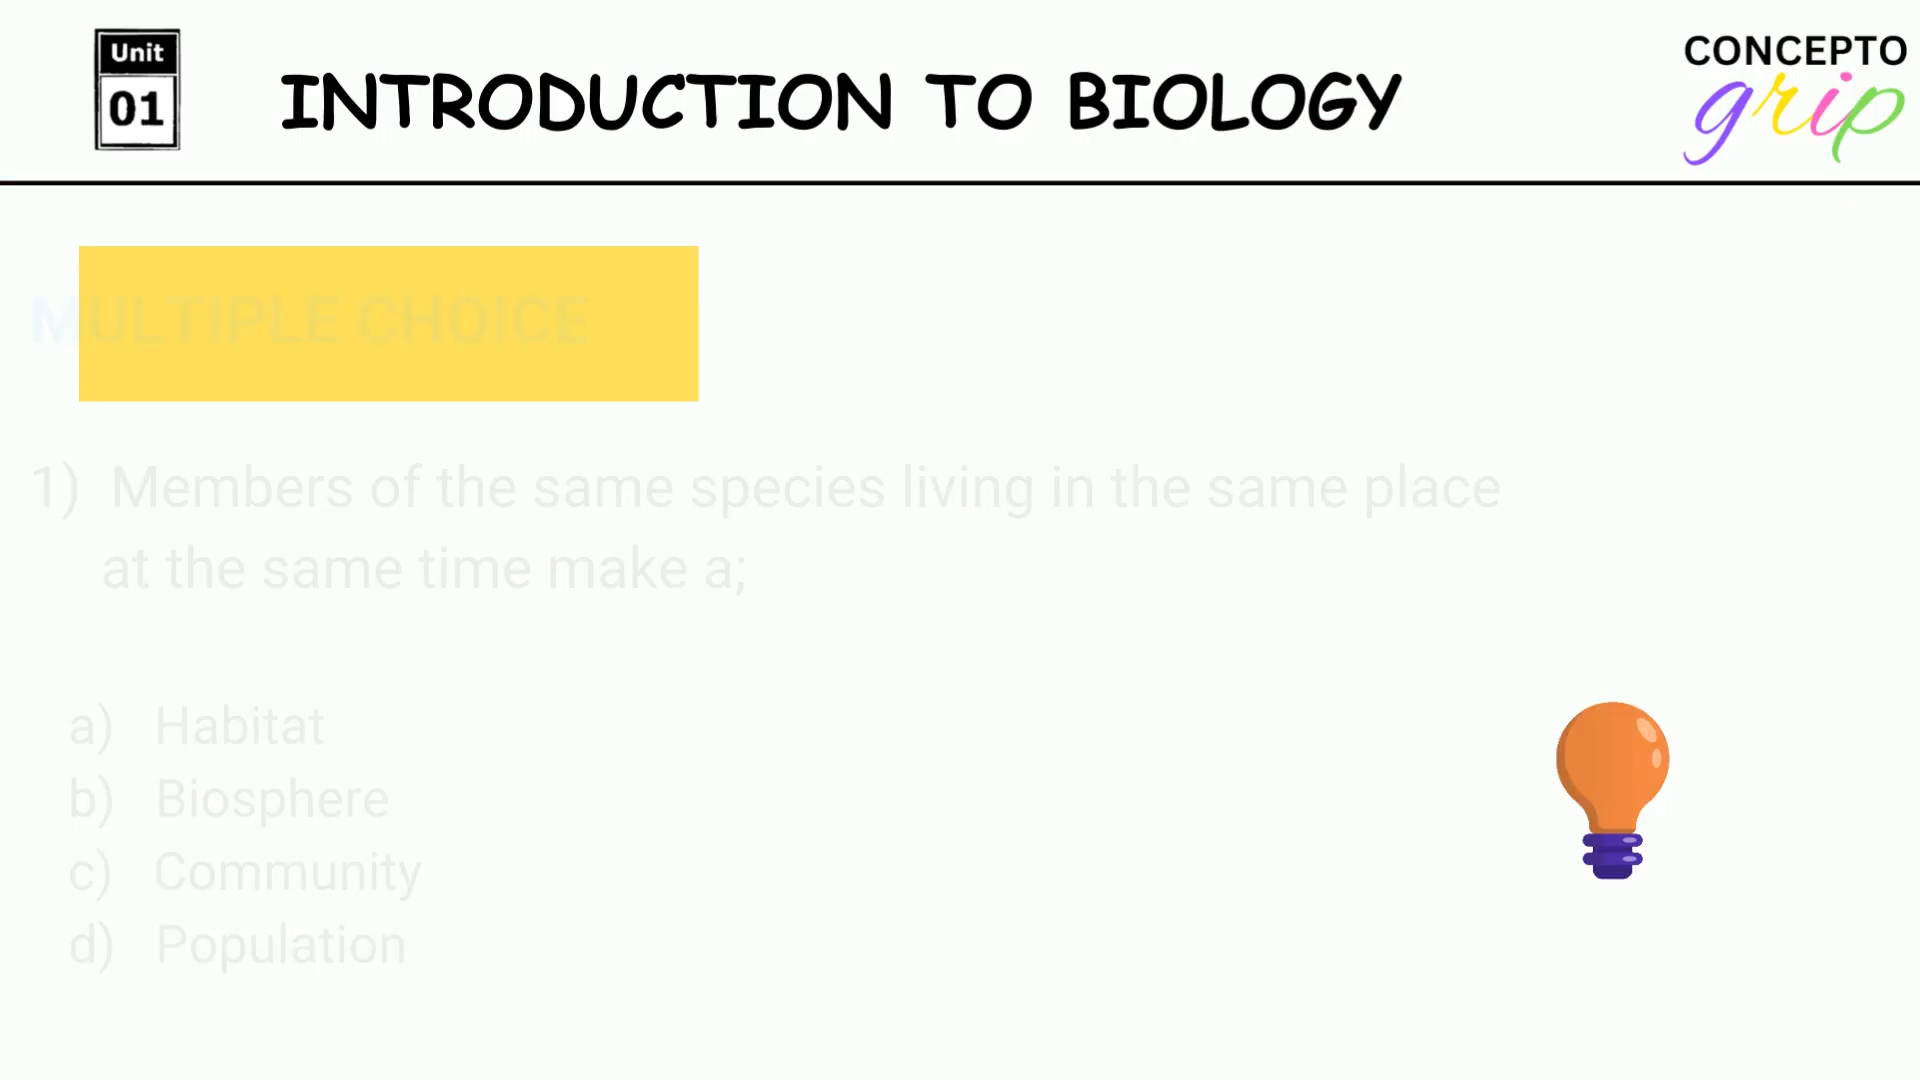 Unit
01
INTRODUCTION TO BIOLOGY
CONCEPTO
grip
MULTIPLE CHOICE
1) Members of the same species living in the same place
at the same time make a;
a) Habitat
b) Biosphere
c) Community
d) Population